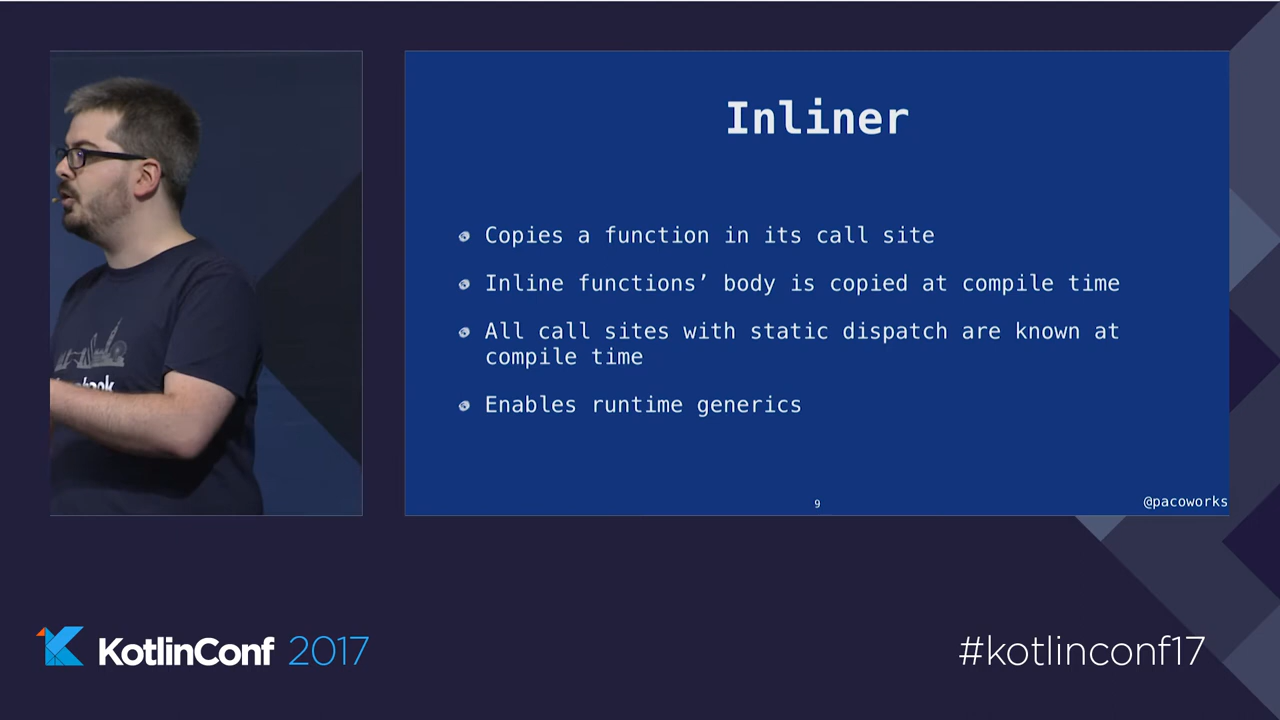 Inliner
Copies a function in its call site
Inline functions’ body is copied at compile time
All call sites with static dispatch are known at
compile time
Enables runtime generics
9
@pacoworks
KotlinConf 2017
#kotlinconf17